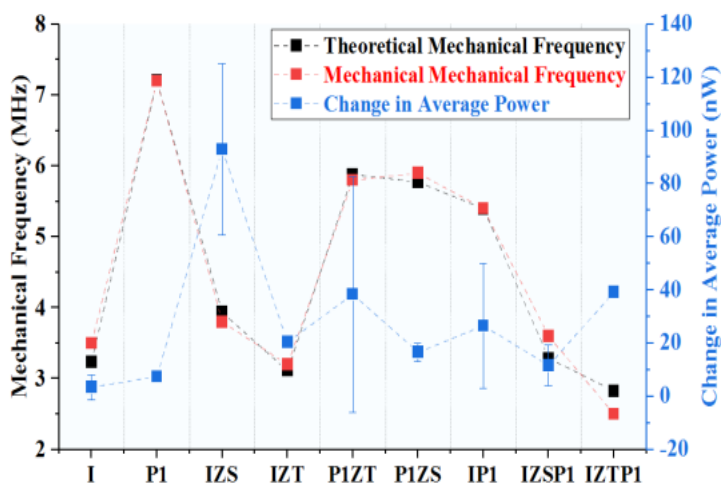 8
7
6
5
4
3
2
Mechanical Frequency (MHz)
Theoretical Mechanical Frequency
Mechanical Mechanical Frequency
Change in Average Power
140
120
100
80
60
40
20
0
-20
Change in Average Power (nW)
I P1 IZS IZT P1ZT P1ZS IP1 IZSP1 IZTP1